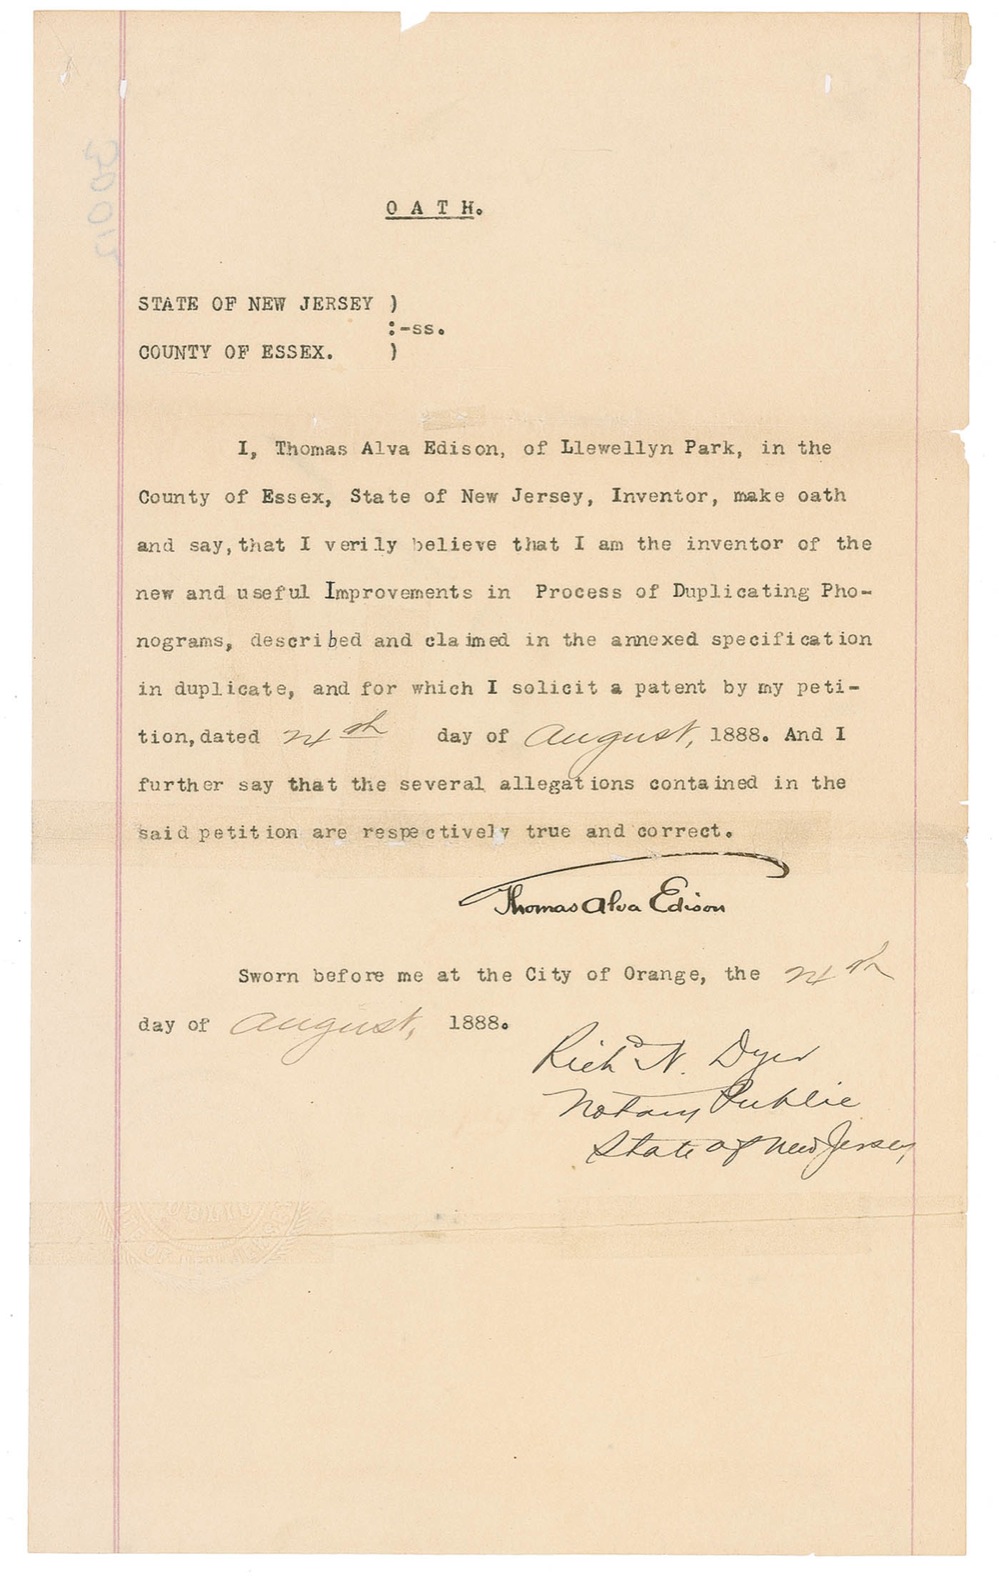 OATH.
STATE OF NEW JERSEY )
:-ss.
COUNTY OF ESSEX. )
I, Thomas Alva Edison, of Llewellyn Park, in the
County of Essex, State of New Jersey, Inventor, make oath
and say, that I verily believe that I am the inventor of the
new and useful Improvements in Process of Duplicating Pho-
nograms, described and claimed in the annexed specification
in duplicate, and for which I solicit a patent by my peti-
tion, dated 24th day of August, 1888. And I
further say that the several allegations contained in the
said petition are respectively true and correct.
Thomas Alva Edison
Sworn before me at the City of Orange, the 24th
day of August, 1888.
Richd N. Dyer
Notary Public
State of New Jersey